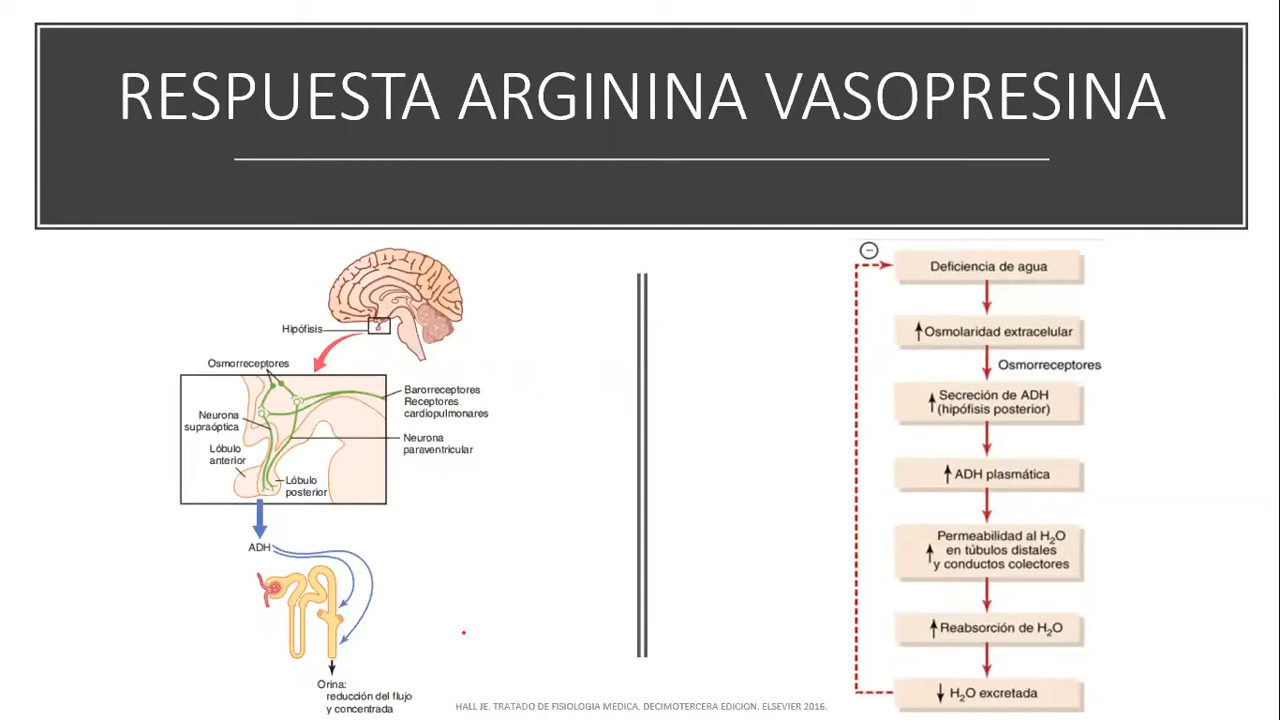 RESPUESTA ARGININA VASOPRESINA
Hipófisis
Osmorreceptores
Barorreceptores
Receptores
cardiopulmonares
Neurona
supraóptica
Neurona
paraventricular
Lóbulo
anterior
Lóbulo
posterior
ADH
Orina:
reducción del flujo
y concentrada
Deficiencia de agua
↑ Osmolaridad extracelular
Osmorreceptores
↑ Secreción de ADH
(hipófisis posterior)
↑ ADH plasmática
↑ Permeabilidad al H₂O
en túbulos distales
y conductos colectores
↑ Reabsorción de H₂O
↓ H₂O excretada
HALL JE. TRATADO DE FISIOLOGIA MEDICA. DECIMOTERCERA EDICION. ELSEVIER 2016.